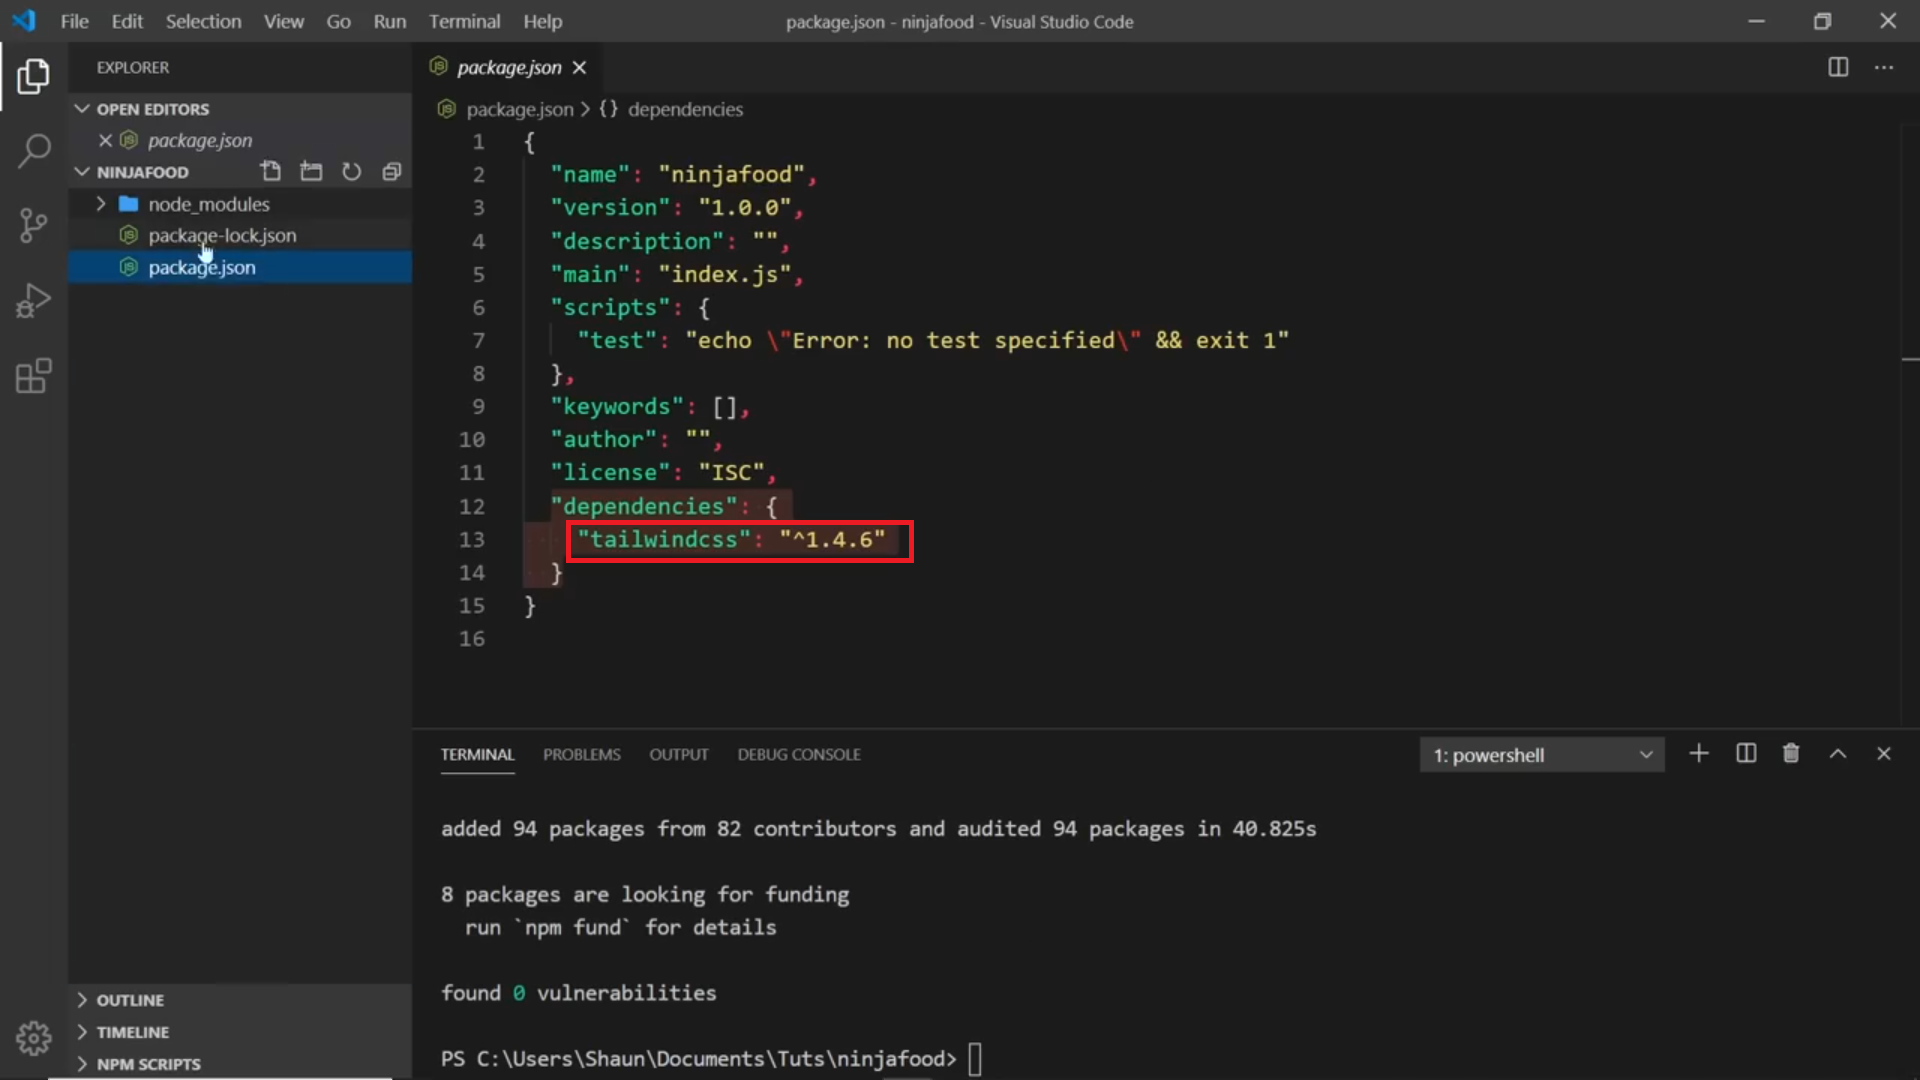 File Edit Selection View Go Run Terminal Help
package.json - ninjafood - Visual Studio Code
EXPLORER
OPEN EDITORS
package.json
NINJAFOOD
node_modules
package-lock.json
package.json
OUTLINE
TIMELINE
NPM SCRIPTS
package.json
package.json > {} dependencies
1 {
2 "name": "ninjafood",
3 "version": "1.0.0",
4 "description": "",
5 "main": "index.js",
6 "scripts": {
7 "test": "echo \"Error: no test specified\" && exit 1"
8 },
9 "keywords": [],
10 "author": "",
11 "license": "ISC",
12 "dependencies": {
13 "tailwindcss": "^1.4.6"
14 }
15 }
16
TERMINAL PROBLEMS OUTPUT DEBUG CONSOLE
1: powershell
added 94 packages from 82 contributors and audited 94 packages in 40.825s
8 packages are looking for funding
run `npm fund` for details
found 0 vulnerabilities
PS C:\Users\Shaun\Documents\Tuts\ninjafood>